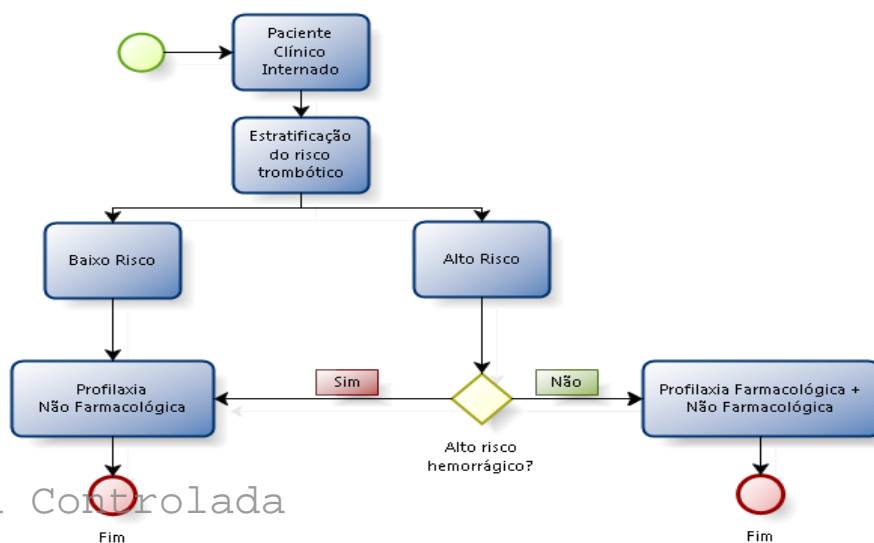 Paciente
Clínico
Internado
Estratificação
do risco
trombótico
Baixo Risco
Alto Risco
Profilaxia
Não Farmacológica
Sim
Não
Profilaxia Farmacológica +
Não Farmacológica
Alto risco
hemorrágico?
Controlada
Fim
Fim